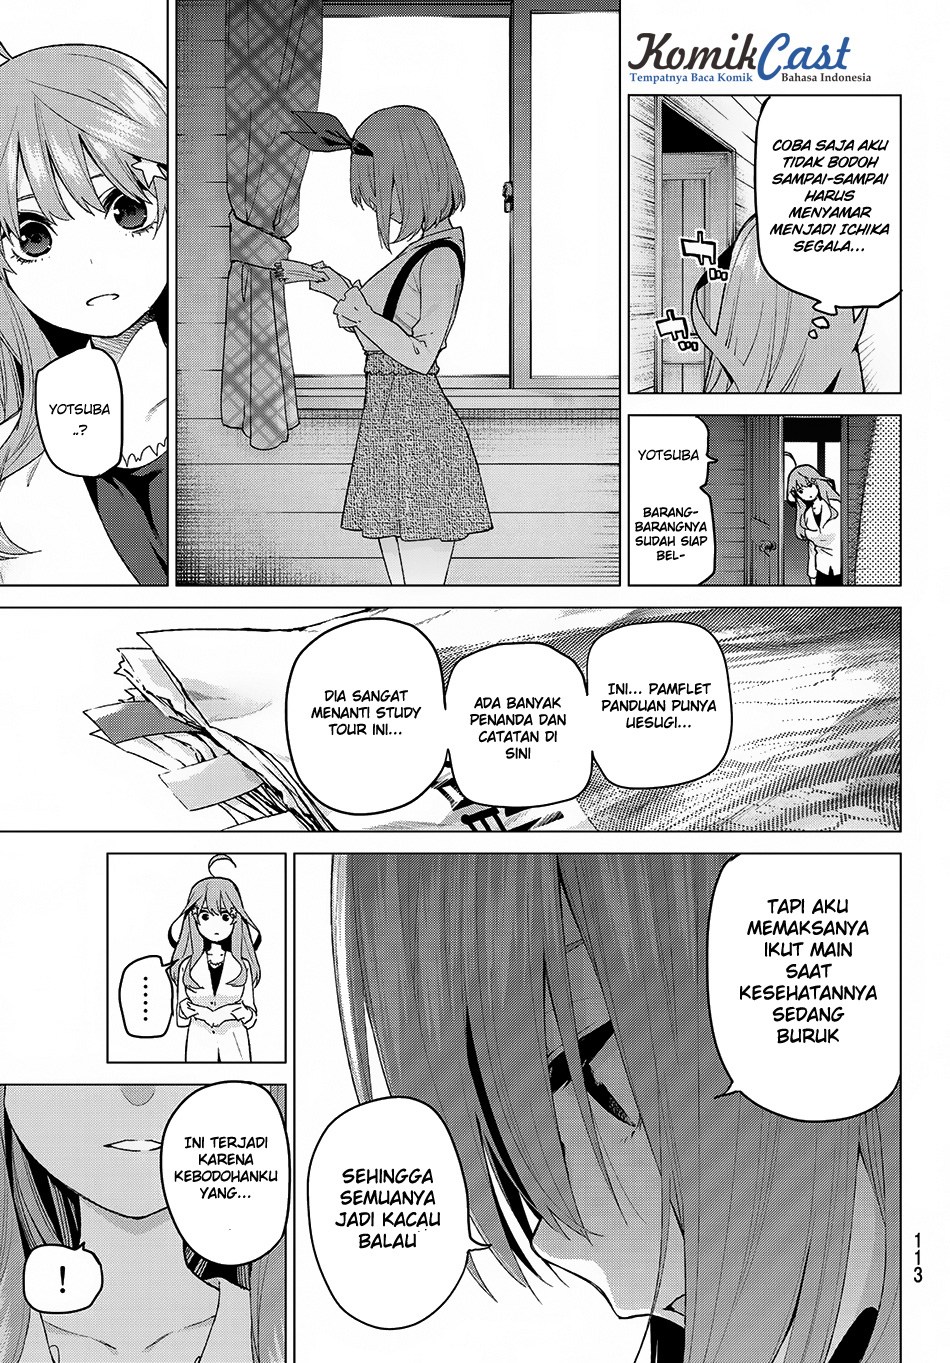 KomikCast
Tempatnya Baca Komik Bahasa Indonesia
COBA SAJA AKU
TIDAK BODOH
SAMPAI-SAMPAI
HARUS
MENYAMAR
MENJADI ICHIKA
SEGALA...
YOTSUBA
BARANG-
BARANGNYA
SUDAH SIAP
BEL-
YOTSUBA
..?
INI... PAMFLET
PANDUAN PUNYA
UESUGI...
ADA BANYAK
PENANDA DAN
CATATAN DI
SINI
DIA SANGAT
MENANTI STUDY
TOUR INI...
TAPI AKU
MEMAKSANYA
IKUT MAIN
SAAT
KESEHATANNYA
SEDANG
BURUK
SEHINGGA
SEMUANYA
JADI KACAU
BALAU
......
INI TERJADI
KARENA
KEBODOHANKU
YANG...
!
113